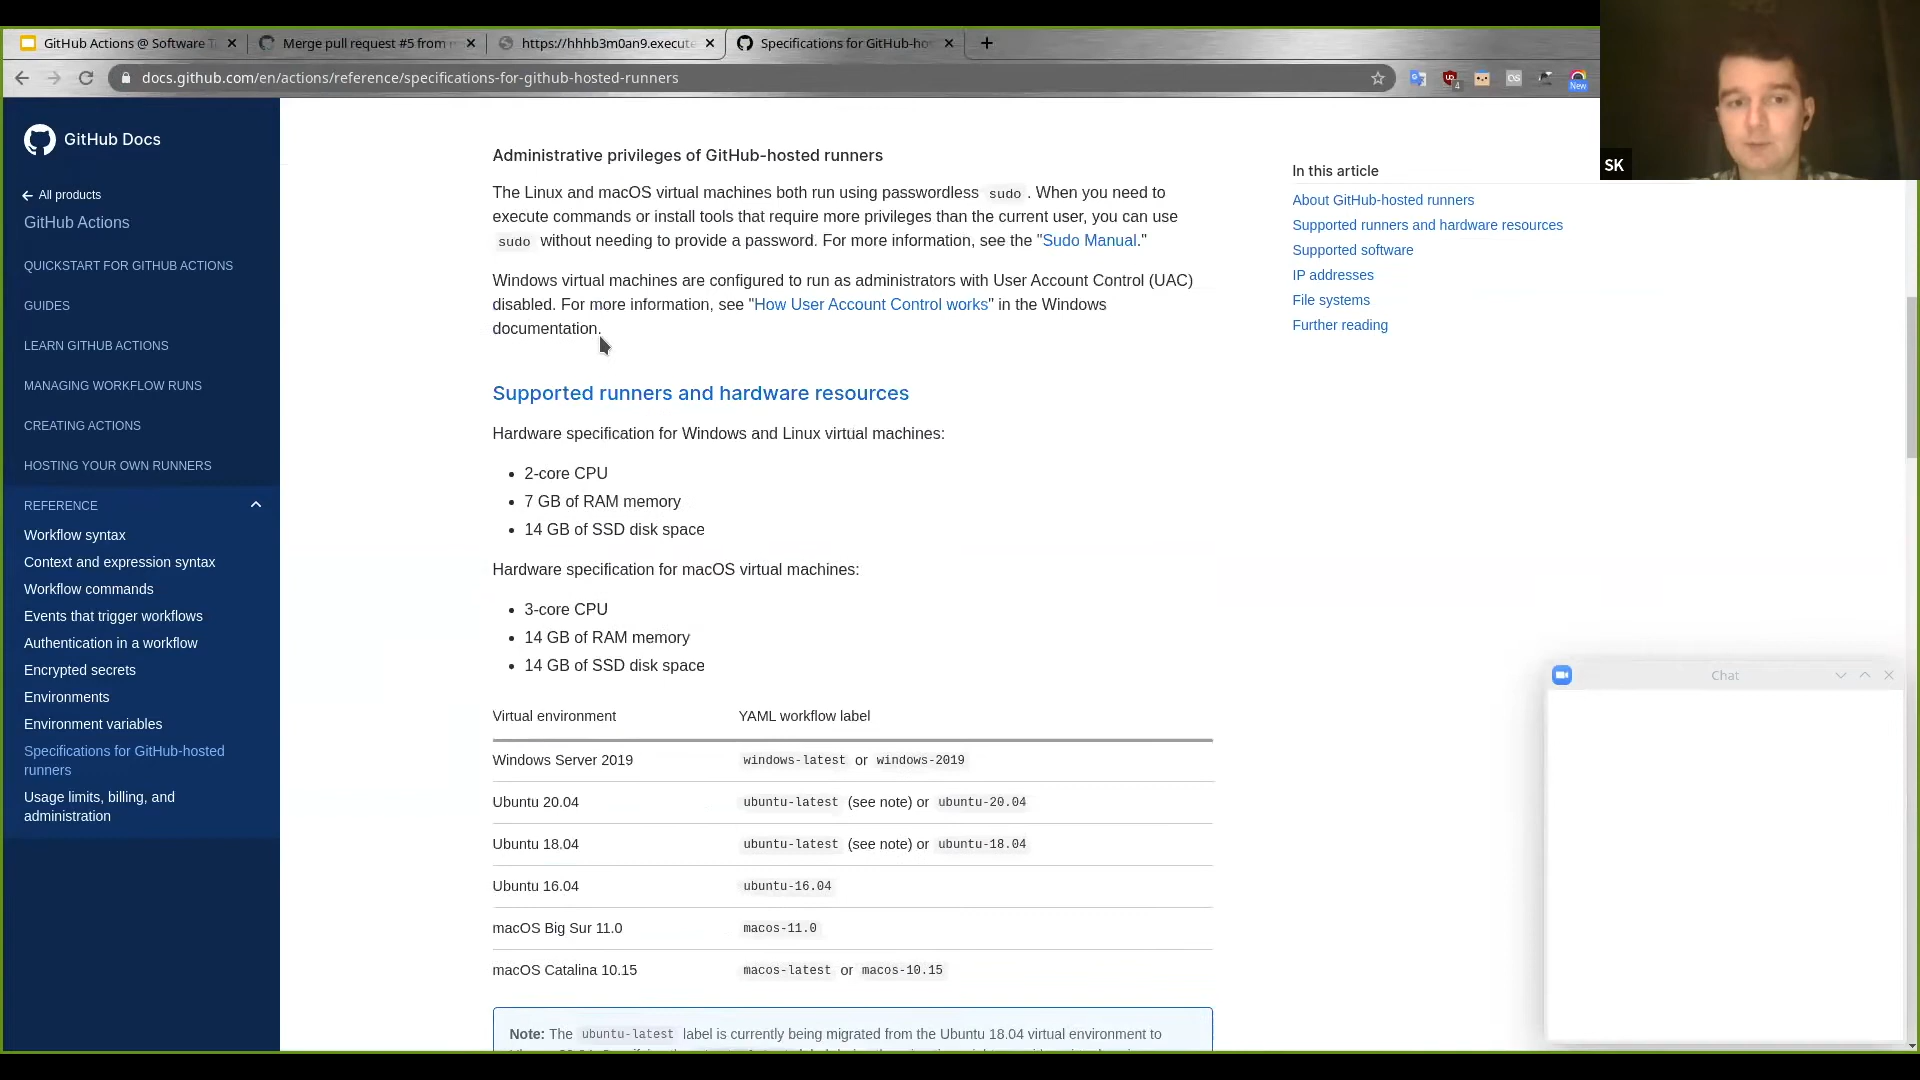 GitHub Actions @ Software T
Merge pull request #5 from
https://hhhb3m0an9.execute
Specifications for GitHub-ho
docs.github.com/en/actions/reference/specifications-for-github-hosted-runners
4
New
SK
GitHub Docs
All products
GitHub Actions
QUICKSTART FOR GITHUB ACTIONS
GUIDES
LEARN GITHUB ACTIONS
MANAGING WORKFLOW RUNS
CREATING ACTIONS
HOSTING YOUR OWN RUNNERS
REFERENCE
Workflow syntax
Context and expression syntax
Workflow commands
Events that trigger workflows
Authentication in a workflow
Encrypted secrets
Environments
Environment variables
Specifications for GitHub-hosted
runners
Usage limits, billing, and
administration
Administrative privileges of GitHub-hosted runners
The Linux and macOS virtual machines both run using passwordless sudo. When you need to
execute commands or install tools that require more privileges than the current user, you can use
sudo without needing to provide a password. For more information, see the "Sudo Manual."
Windows virtual machines are configured to run as administrators with User Account Control (UAC)
disabled. For more information, see "How User Account Control works" in the Windows
documentation.
Supported runners and hardware resources
Hardware specification for Windows and Linux virtual machines:
• 2-core CPU
• 7 GB of RAM memory
• 14 GB of SSD disk space
Hardware specification for macOS virtual machines:
• 3-core CPU
• 14 GB of RAM memory
• 14 GB of SSD disk space
Virtual environment YAML workflow label
Windows Server 2019 windows-latest or windows-2019
Ubuntu 20.04 ubuntu-latest (see note) or ubuntu-20.04
Ubuntu 18.04 ubuntu-latest (see note) or ubuntu-18.04
Ubuntu 16.04 ubuntu-16.04
macOS Big Sur 11.0 macos-11.0
macOS Catalina 10.15 macos-latest or macos-10.15
Note: The ubuntu-latest label is currently being migrated from the Ubuntu 18.04 virtual environment to
In this article
About GitHub-hosted runners
Supported runners and hardware resources
Supported software
IP addresses
File systems
Further reading
Chat